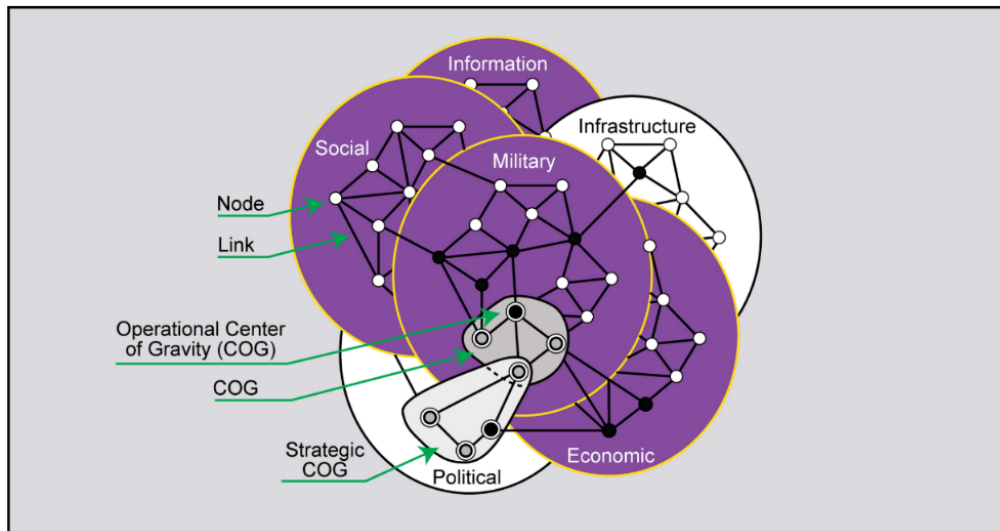 Information
Infrastructure
Social
Military
Node
Link
Operational Center
of Gravity (COG)
COG
Strategic
COG
Political
Economic